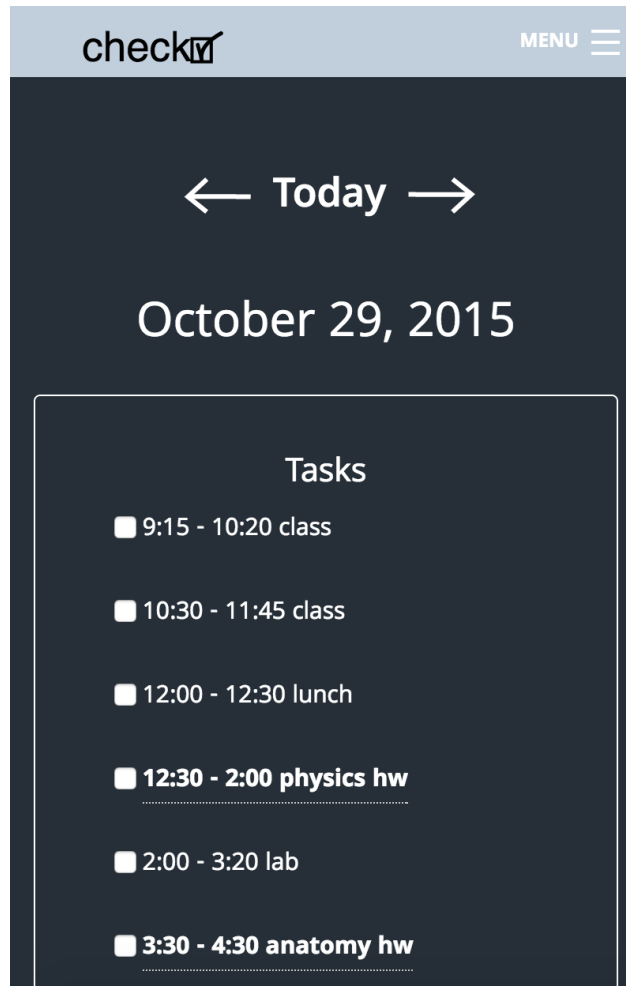 check
MENU
Today
October 29, 2015
Tasks
9:15 - 10:20 class
10:30 - 11:45 class
12:00 - 12:30 lunch
12:30 - 2:00 physics hw
2:00 - 3:20 lab
3:30 - 4:30 anatomy hw